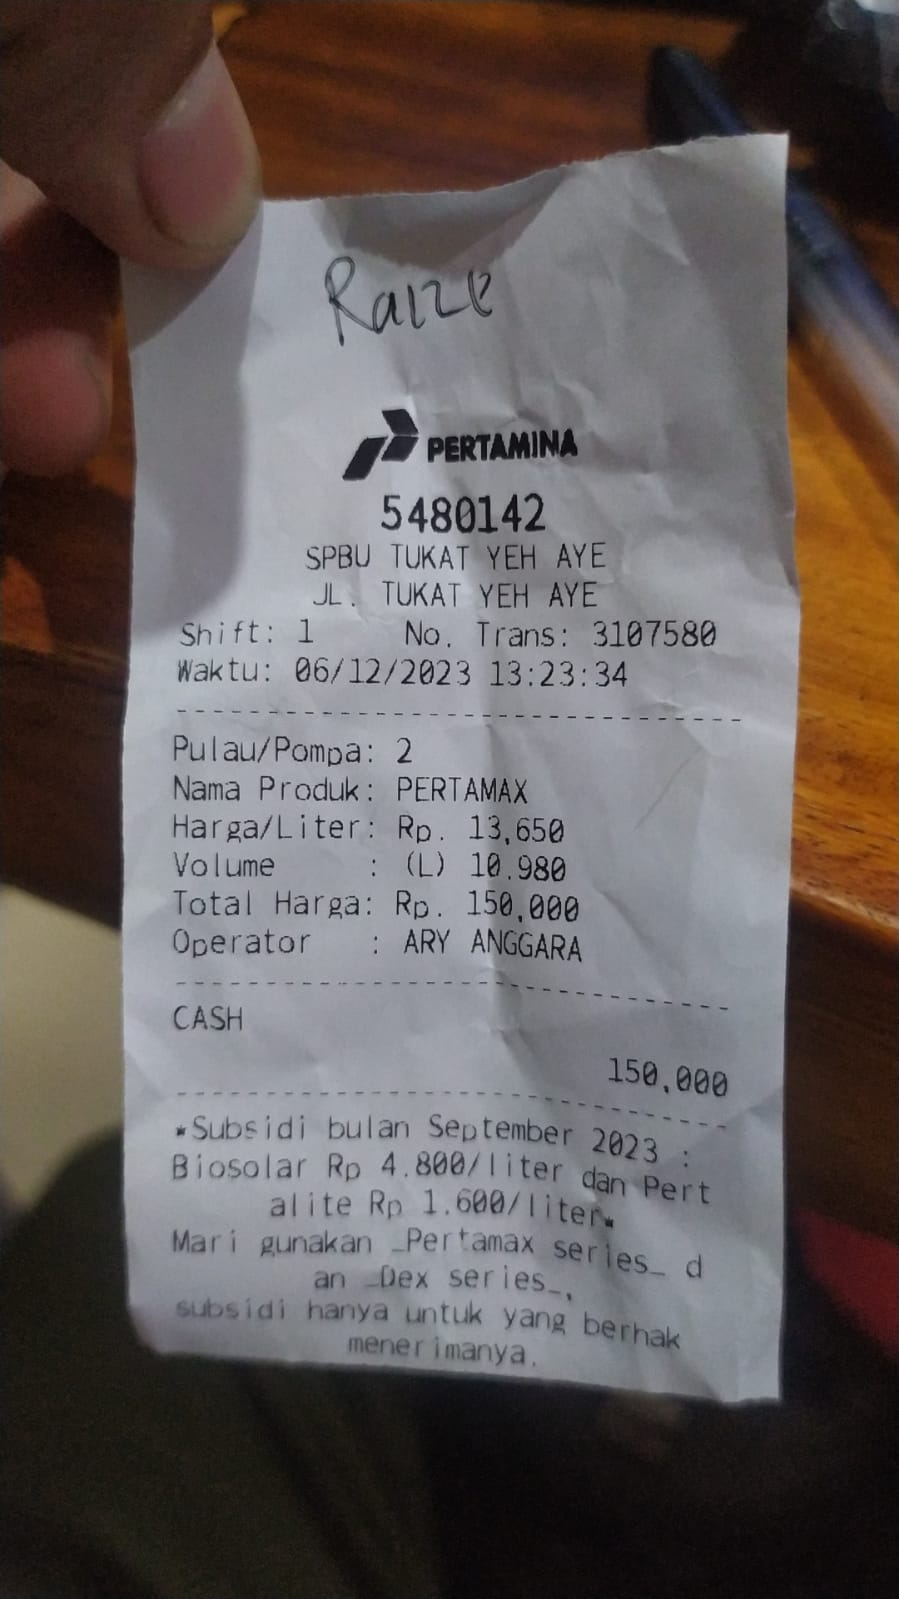 Raize
PERTAMINA
5480142
SPBU TUKAT YEH AYE
JL. TUKAT YEH AYE
Shift: 1 No. Trans: 3107580
Waktu: 06/12/2023 13:23:34
Pulau/Pompa: 2
Nama Produk: PERTAMAX
Harga/Liter: Rp. 13,650
Volume : (L) 10.980
Total Harga: Rp. 150,000
Operator : ARY ANGGARA
CASH
150,000
*Subsidi bulan September 2023 :
Biosolar Rp 4.800/liter dan Pert
alite Rp 1.600/liter*
Mari gunakan _Pertamax series_ d
an _Dex series_,
subsidi hanya untuk yang berhak
menerimanya.